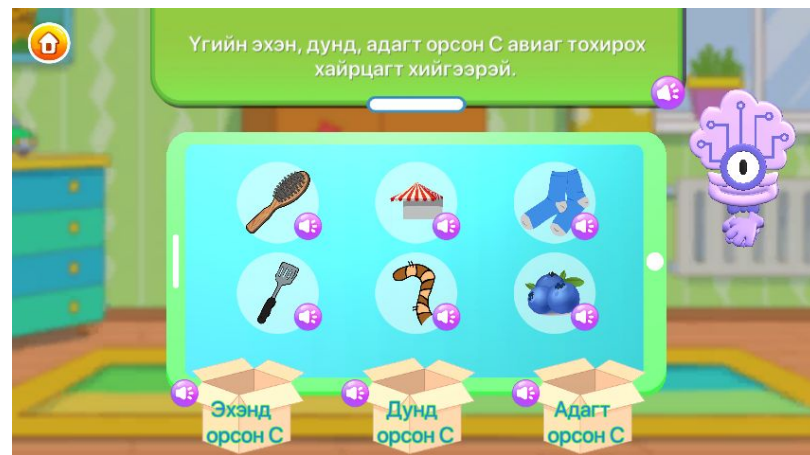 Үгийн эхэн, дунд, адагт орсон С авиаг тохирох
хайрцагт хийгээрэй.
Эхэнд
орсон С
Дунд
орсон С
Адагт
орсон С